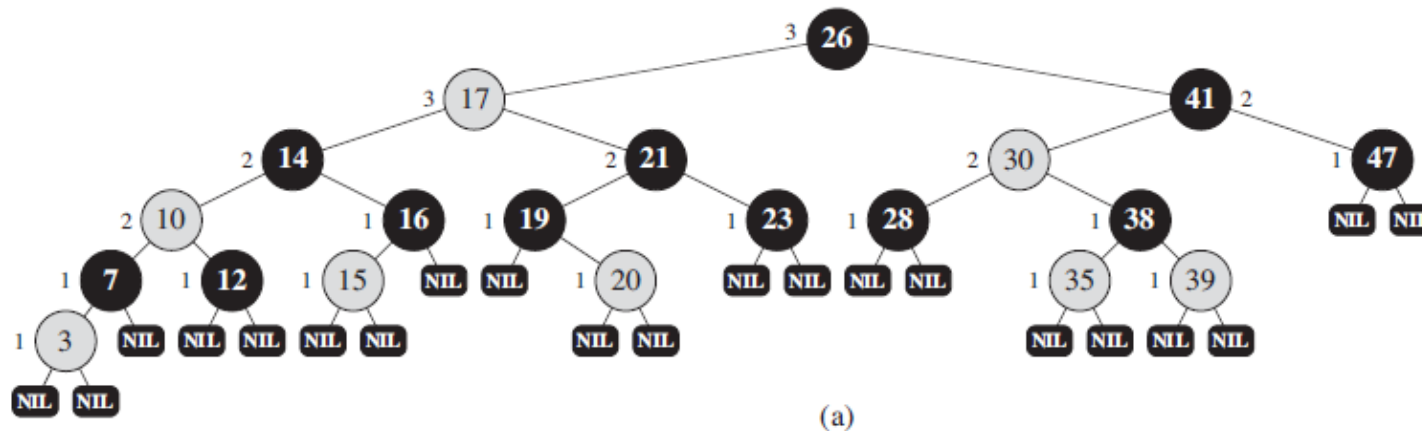 3 26
3 17 41 2
2 14 2 21 2 30 1 47
NIL NIL
2 10 1 16 1 19 1 23 1 28 1 38
1 7 1 12 1 15 NIL NIL 1 20 NIL NIL NIL NIL 1 35 1 39
1 3 NIL NIL NIL NIL NIL NIL NIL NIL NIL NIL NIL NIL
NIL NIL
(a)